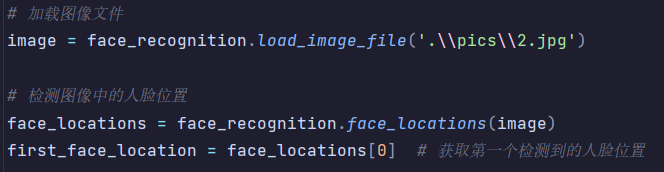 # 加载图像文件
image = face_recognition.load_image_file('.\\pics\\2.jpg')
# 检测图像中的人脸位置
face_locations = face_recognition.face_locations(image)
first_face_location = face_locations[0]  # 获取第一个检测到的人脸位置